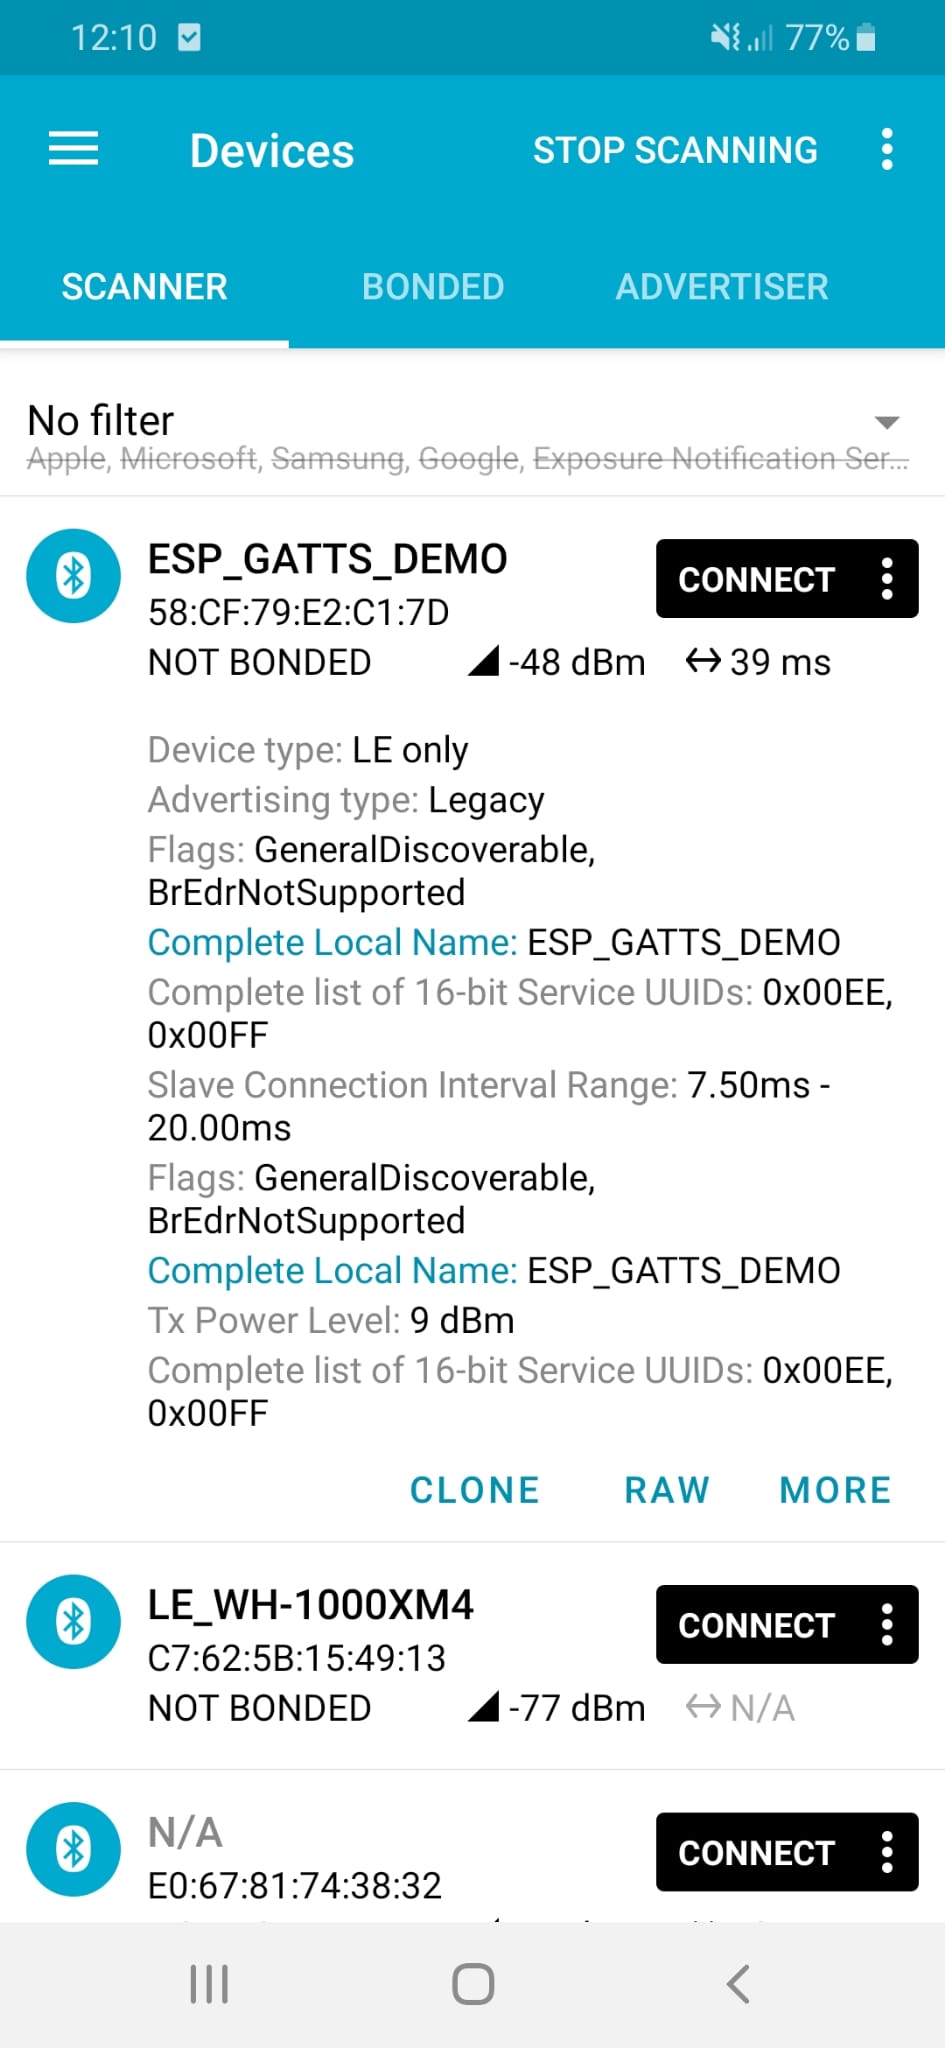 12:10
77%
Devices
STOP SCANNING
SCANNER
BONDED
ADVERTISER
No filter
Apple, Microsoft, Samsung, Google, Exposure Notification Ser...
ESP_GATTS_DEMO
CONNECT
58:CF:79:E2:C1:7D
NOT BONDED
-48 dBm
39 ms
Device type: LE only
Advertising type: Legacy
Flags: GeneralDiscoverable,
BrEdrNotSupported
Complete Local Name: ESP_GATTS_DEMO
Complete list of 16-bit Service UUIDs: 0x00EE,
0x00FF
Slave Connection Interval Range: 7.50ms -
20.00ms
Flags: GeneralDiscoverable,
BrEdrNotSupported
Complete Local Name: ESP_GATTS_DEMO
Tx Power Level: 9 dBm
Complete list of 16-bit Service UUIDs: 0x00EE,
0x00FF
CLONE
RAW
MORE
LE_WH-1000XM4
CONNECT
C7:62:5B:15:49:13
NOT BONDED
-77 dBm
N/A
N/A
CONNECT
E0:67:81:74:38:32